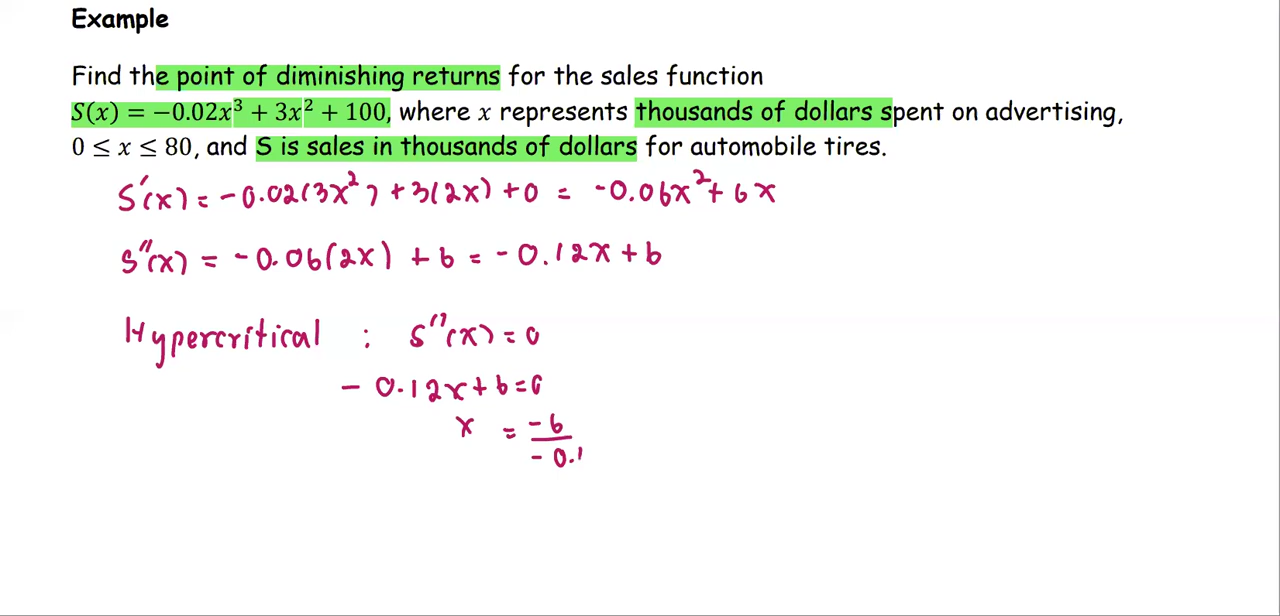 Example
Find the point of diminishing returns for the sales function
S(x) = −0.02x³ + 3x² + 100, where x represents thousands of dollars spent on advertising,
0 ≤ x ≤ 80, and S is sales in thousands of dollars for automobile tires.
S'(x) = -0.02(3x²) + 3(2x) + 0 = -0.06x² + 6x
S''(x) = -0.06(2x) + 6 = -0.12x + 6
Hypercritical : S''(x) = 0
- 0.12x + 6 = 0
x = -6/-0.1